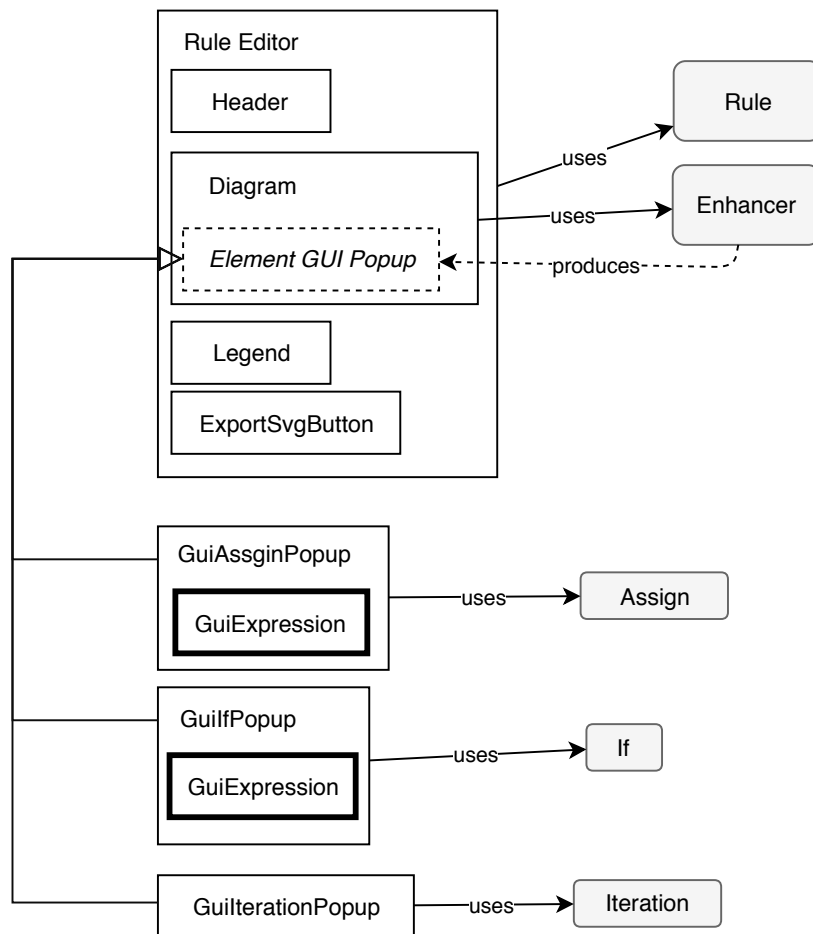 Rule Editor
Header
Rule
uses
Diagram
Enhancer
uses
Element GUI Popup
produces
Legend
ExportSvgButton
GuiAssginPopup
GuiExpression
uses
Assign
GuiIfPopup
GuiExpression
uses
If
GuiIterationPopup
uses
Iteration